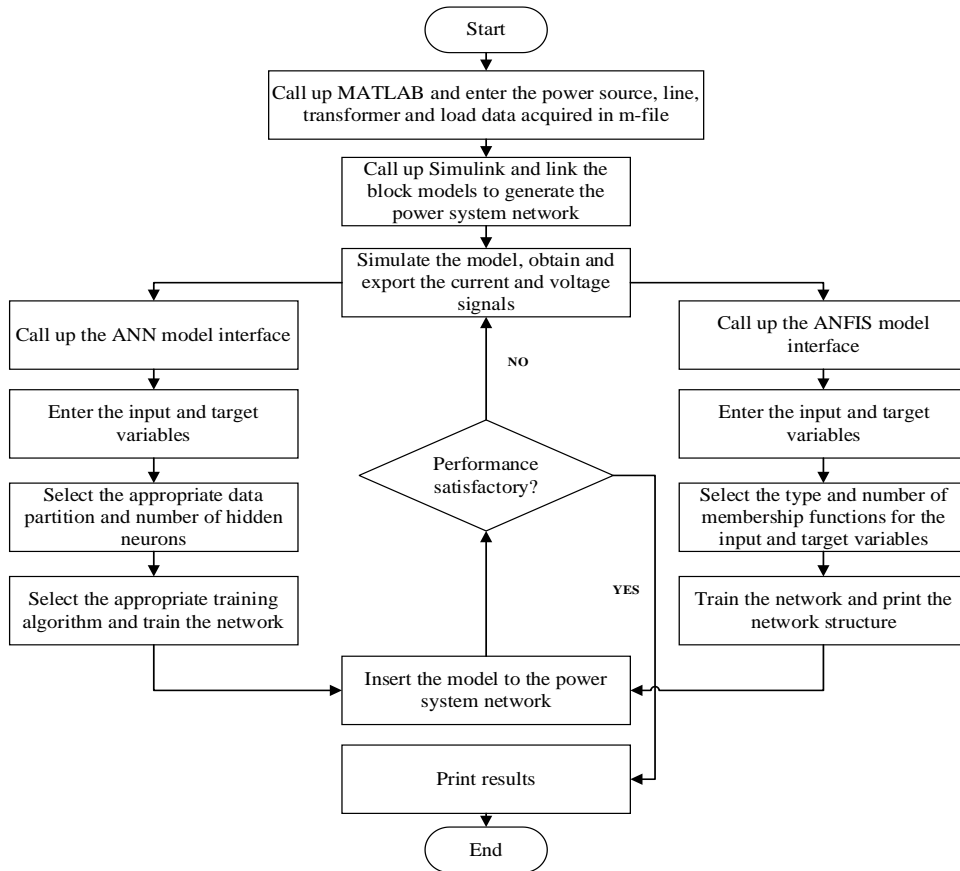 Start
Call up MATLAB and enter the power source, line,
transformer and load data acquired in m-file
Call up Simulink and link the
block models to generate the
power system network
Simulate the model, obtain and
export the current and voltage
signals
Call up the ANN model interface
Enter the input and target
variables
Select the appropriate data
partition and number of hidden
neurons
Select the appropriate training
algorithm and train the network
Call up the ANFIS model
interface
Enter the input and target
variables
Select the type and number of
membership functions for the
input and target variables
Train the network and print the
network structure
Insert the model to the power
system network
Performance
satisfactory?
NO
YES
Print results
End